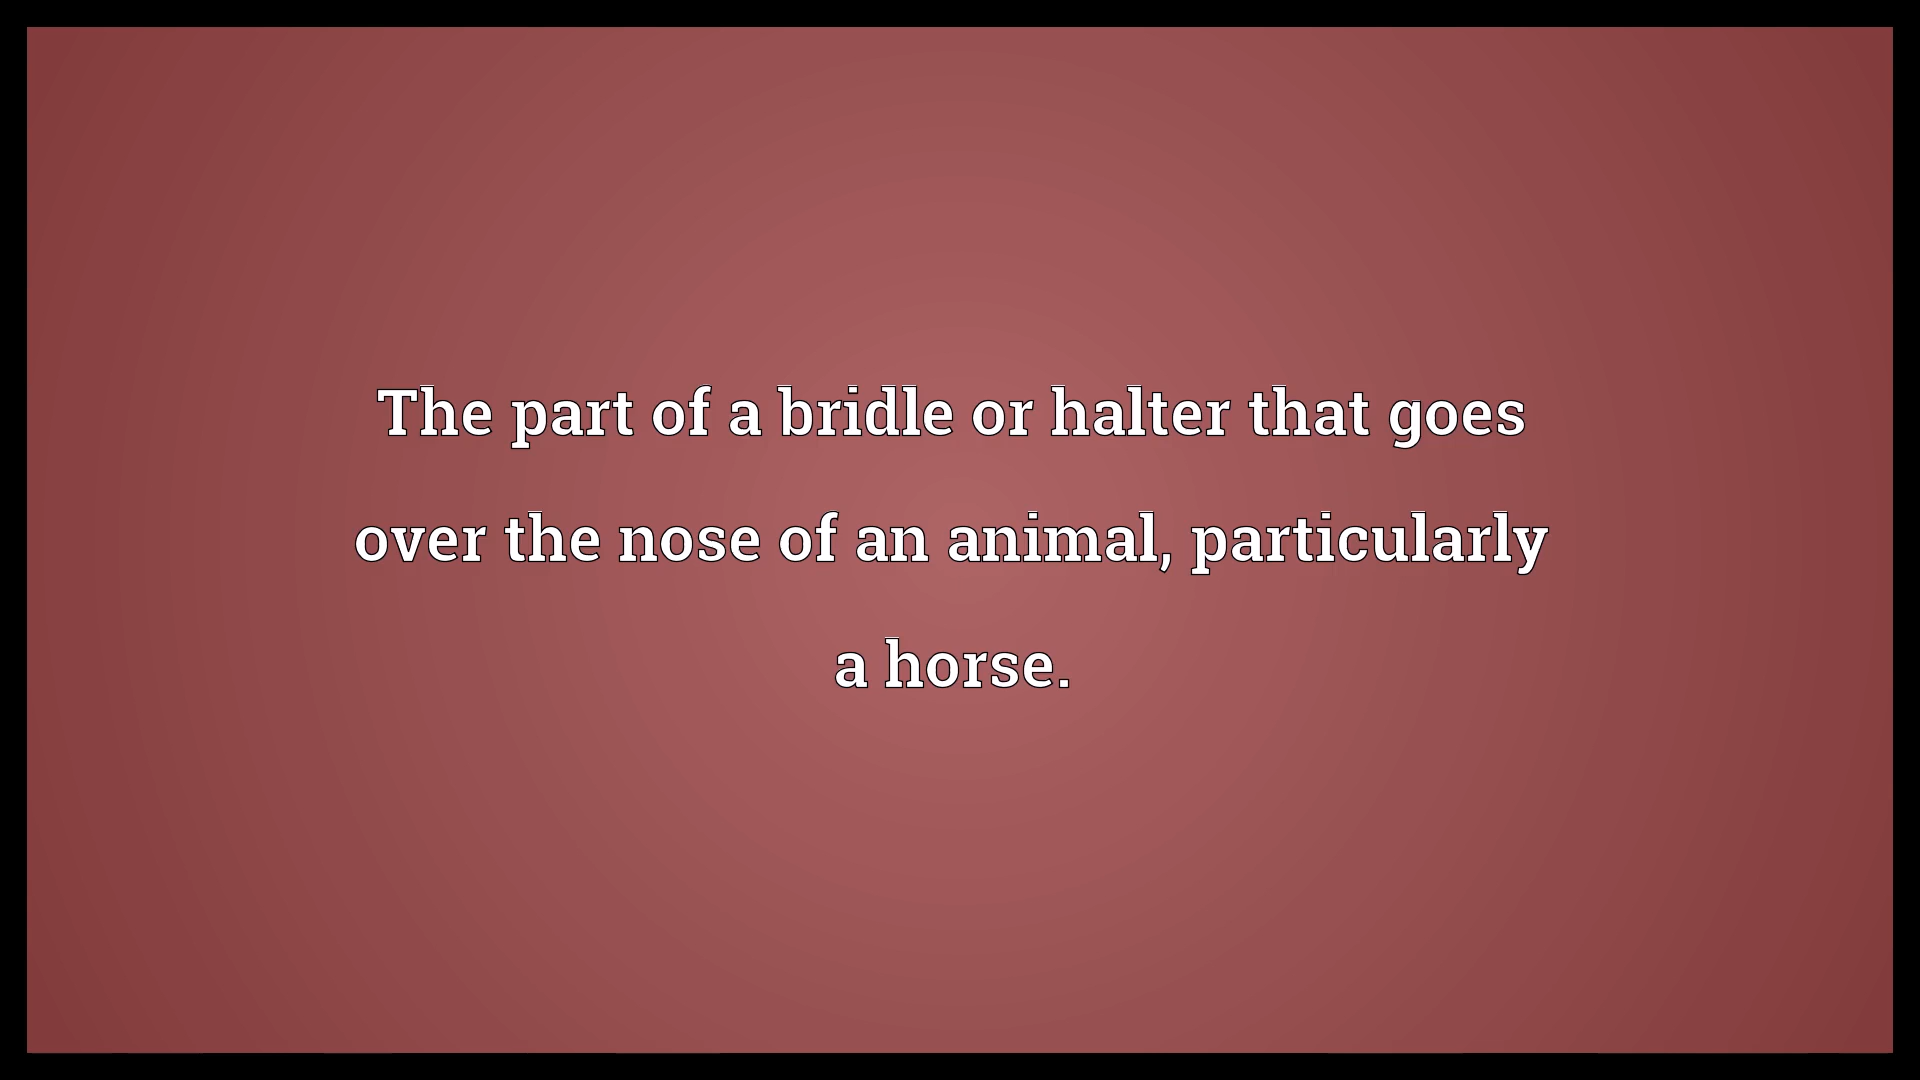 The part of a bridle or halter that goes
over the nose of an animal, particularly
a horse.